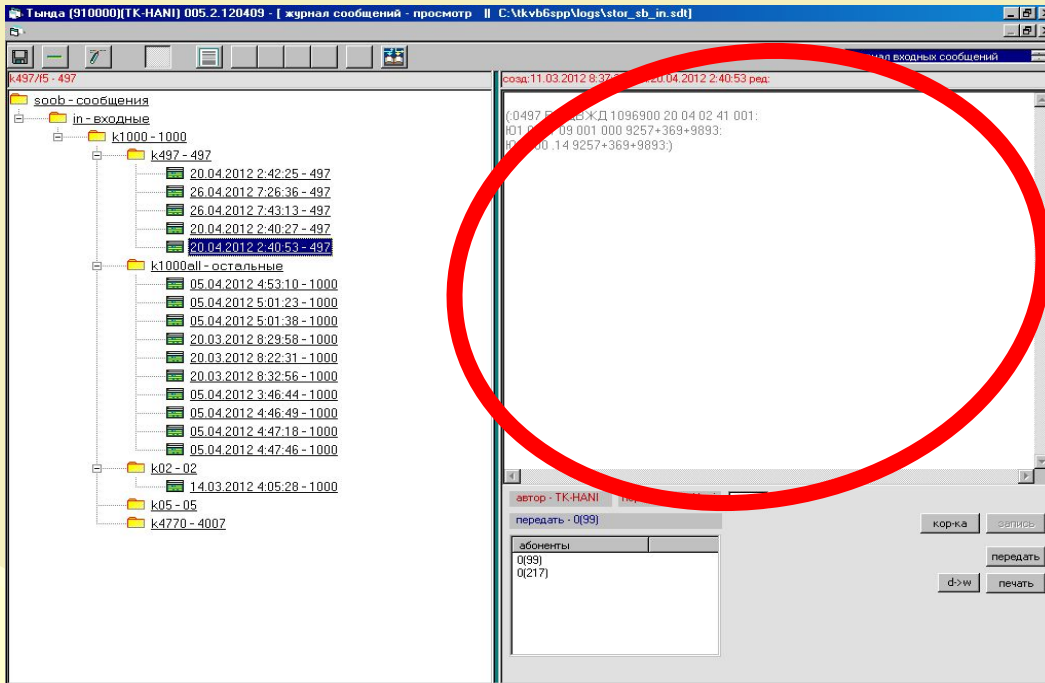 Тында (910000)(TK-HANI) 005.2.120409 - [ журнал сообщений - просмотр || C:\tkvb6spp\logs\stor_sb_in.sdt]
журнал входных сообщений
k497/f5 - 497
созд:11.03.2012 8:37 20.04.2012 2:40:53 ред:
soob - сообщения
in - входные
k1000 - 1000
k497 - 497
20.04.2012 2:42:25 - 497
26.04.2012 7:26:36 - 497
26.04.2012 7:43:13 - 497
20.04.2012 2:40:27 - 497
20.04.2012 2:40:53 - 497
k1000all - остальные
05.04.2012 4:53:10 - 1000
05.04.2012 5:01:23 - 1000
05.04.2012 5:01:38 - 1000
20.03.2012 8:29:58 - 1000
20.03.2012 8:22:31 - 1000
20.03.2012 8:32:56 - 1000
05.04.2012 3:46:44 - 1000
05.04.2012 4:46:49 - 1000
05.04.2012 4:47:18 - 1000
05.04.2012 4:47:46 - 1000
k02 - 02
14.03.2012 4:05:28 - 1000
k05 - 05
k4770 - 4007
(:0497 ВЖД 1096900 20 04 02 41 001:
Ю1 09 001 000 9257+369+9893:
.14 9257+369+9893:)
автор - TK-HANI
передать - 0(99)
абоненты
0(99)
0(217)
кор-ка
запись
передать
d->w
печать